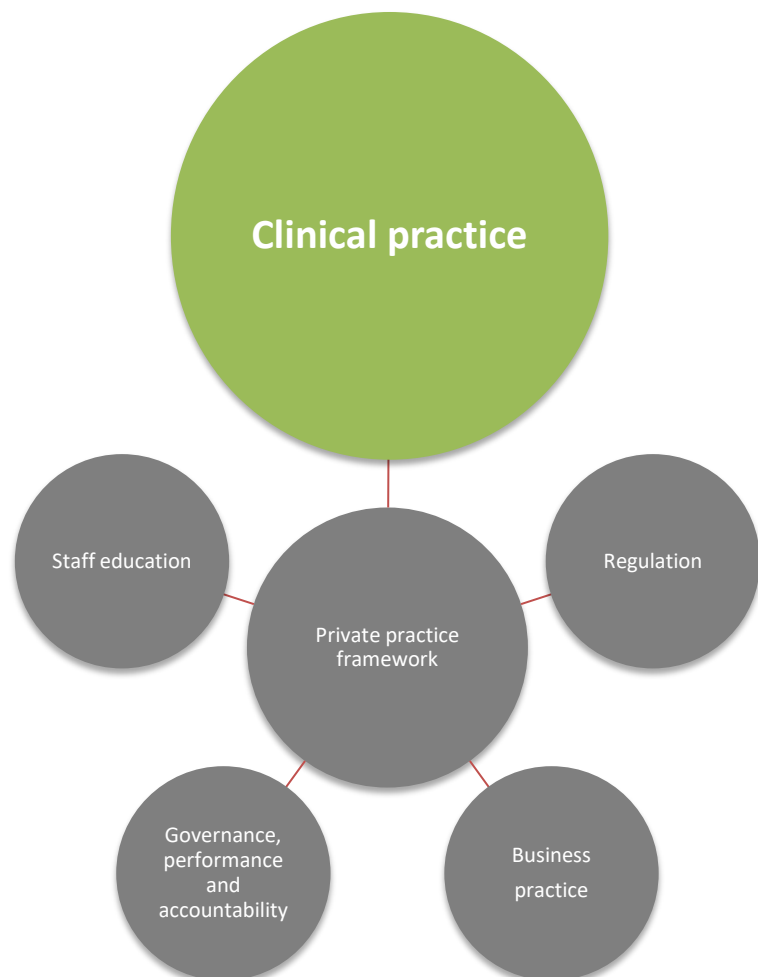 Clinical practice
Staff education
Regulation
Private practice
framework
Governance,
performance
and
accountability
Business
practice